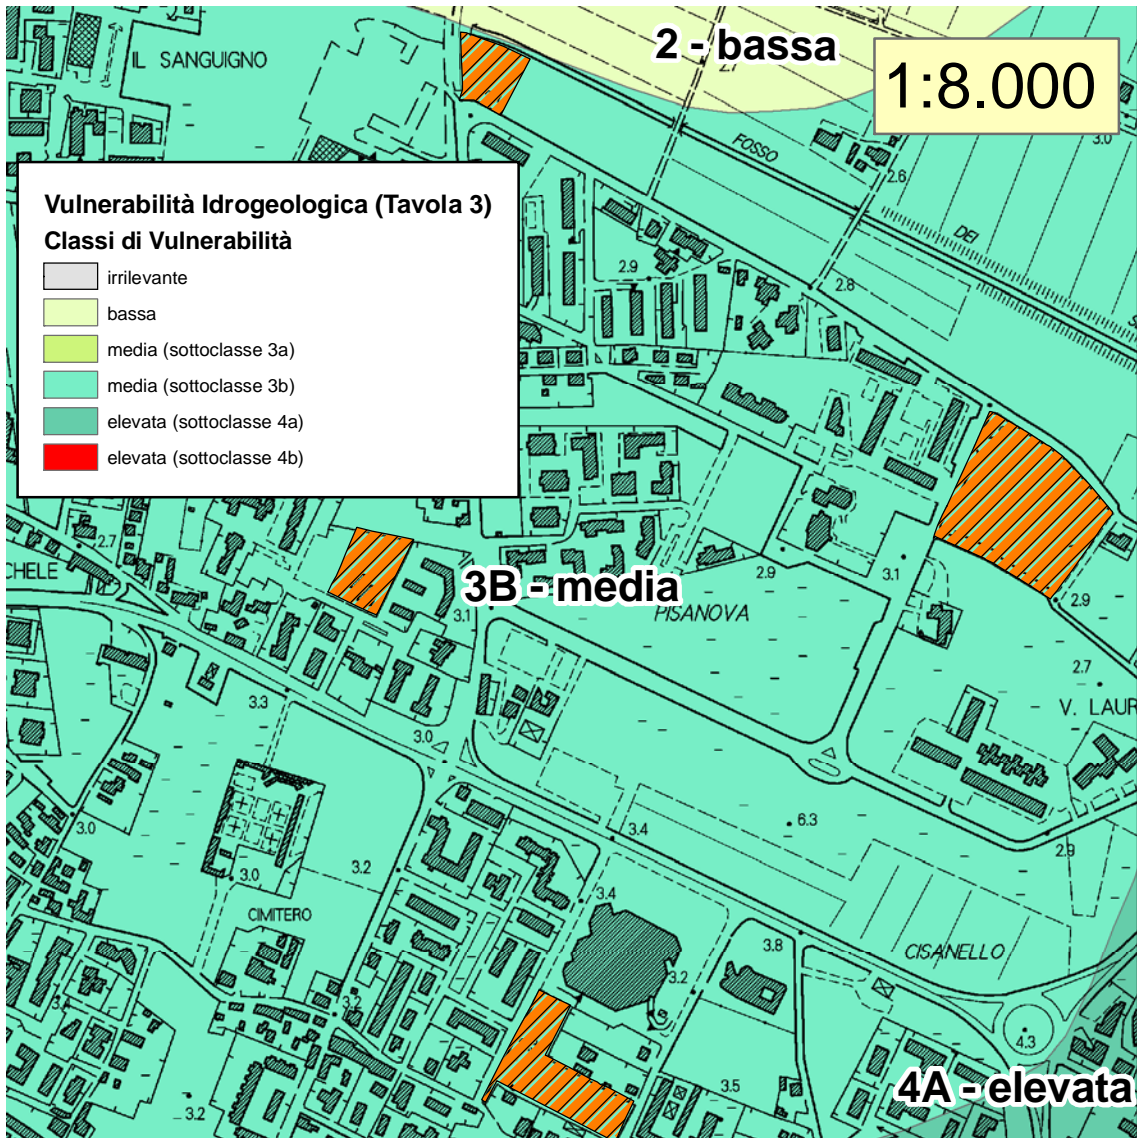 IL SANGUIGNO
2 - bassa
1:8.000
3.0
FOSSO
2.6
DEI
2.9
2.8
Vulnerabilità Idrogeologica (Tavola 3)
Classi di Vulnerabilità
irrilevante
bassa
media (sottoclasse 3a)
media (sottoclasse 3b)
elevata (sottoclasse 4a)
elevata (sottoclasse 4b)
2.7
CHELE
3B - media
3.1
2.9
3.1
2.9
PISANOVA
2.7
V. LAUR
3.3
3.0
6.3
3.4
2.9
3.0
3.2
3.0
3.4
CIMITERO
3.8
CISANELLO
3.2
3.4
3.2
4.3
3.5
3.2
4A - elevata